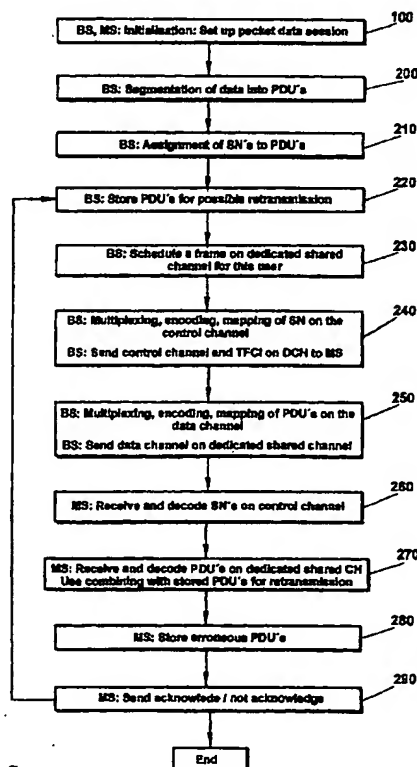 100
BS, MS: Initialisation: Set up packet data session
200
BS: Segmentation of data into PDU's
210
BS: Assignment of SN's to PDU's
220
BS: Store PDU's for possible retransmission
230
BS: Schedule a frame on dedicated shared
channel for this user
240
BS: Multiplexing, encoding, mapping of SN on the
control channel
BS: Send control channel and TFCI on DCH to MS
250
BS: Multiplexing, encoding, mapping of PDU's on the
data channel
BS: Send data channel on dedicated shared channel
260
MS: Receive and decode SN's on control channel
270
MS: Receive and decode PDU's on dedicated shared CH
Use combining with stored PDU's for retransmission
280
MS: Store erroneous PDU's
290
MS: Send acknowlede / not acknowledge
End